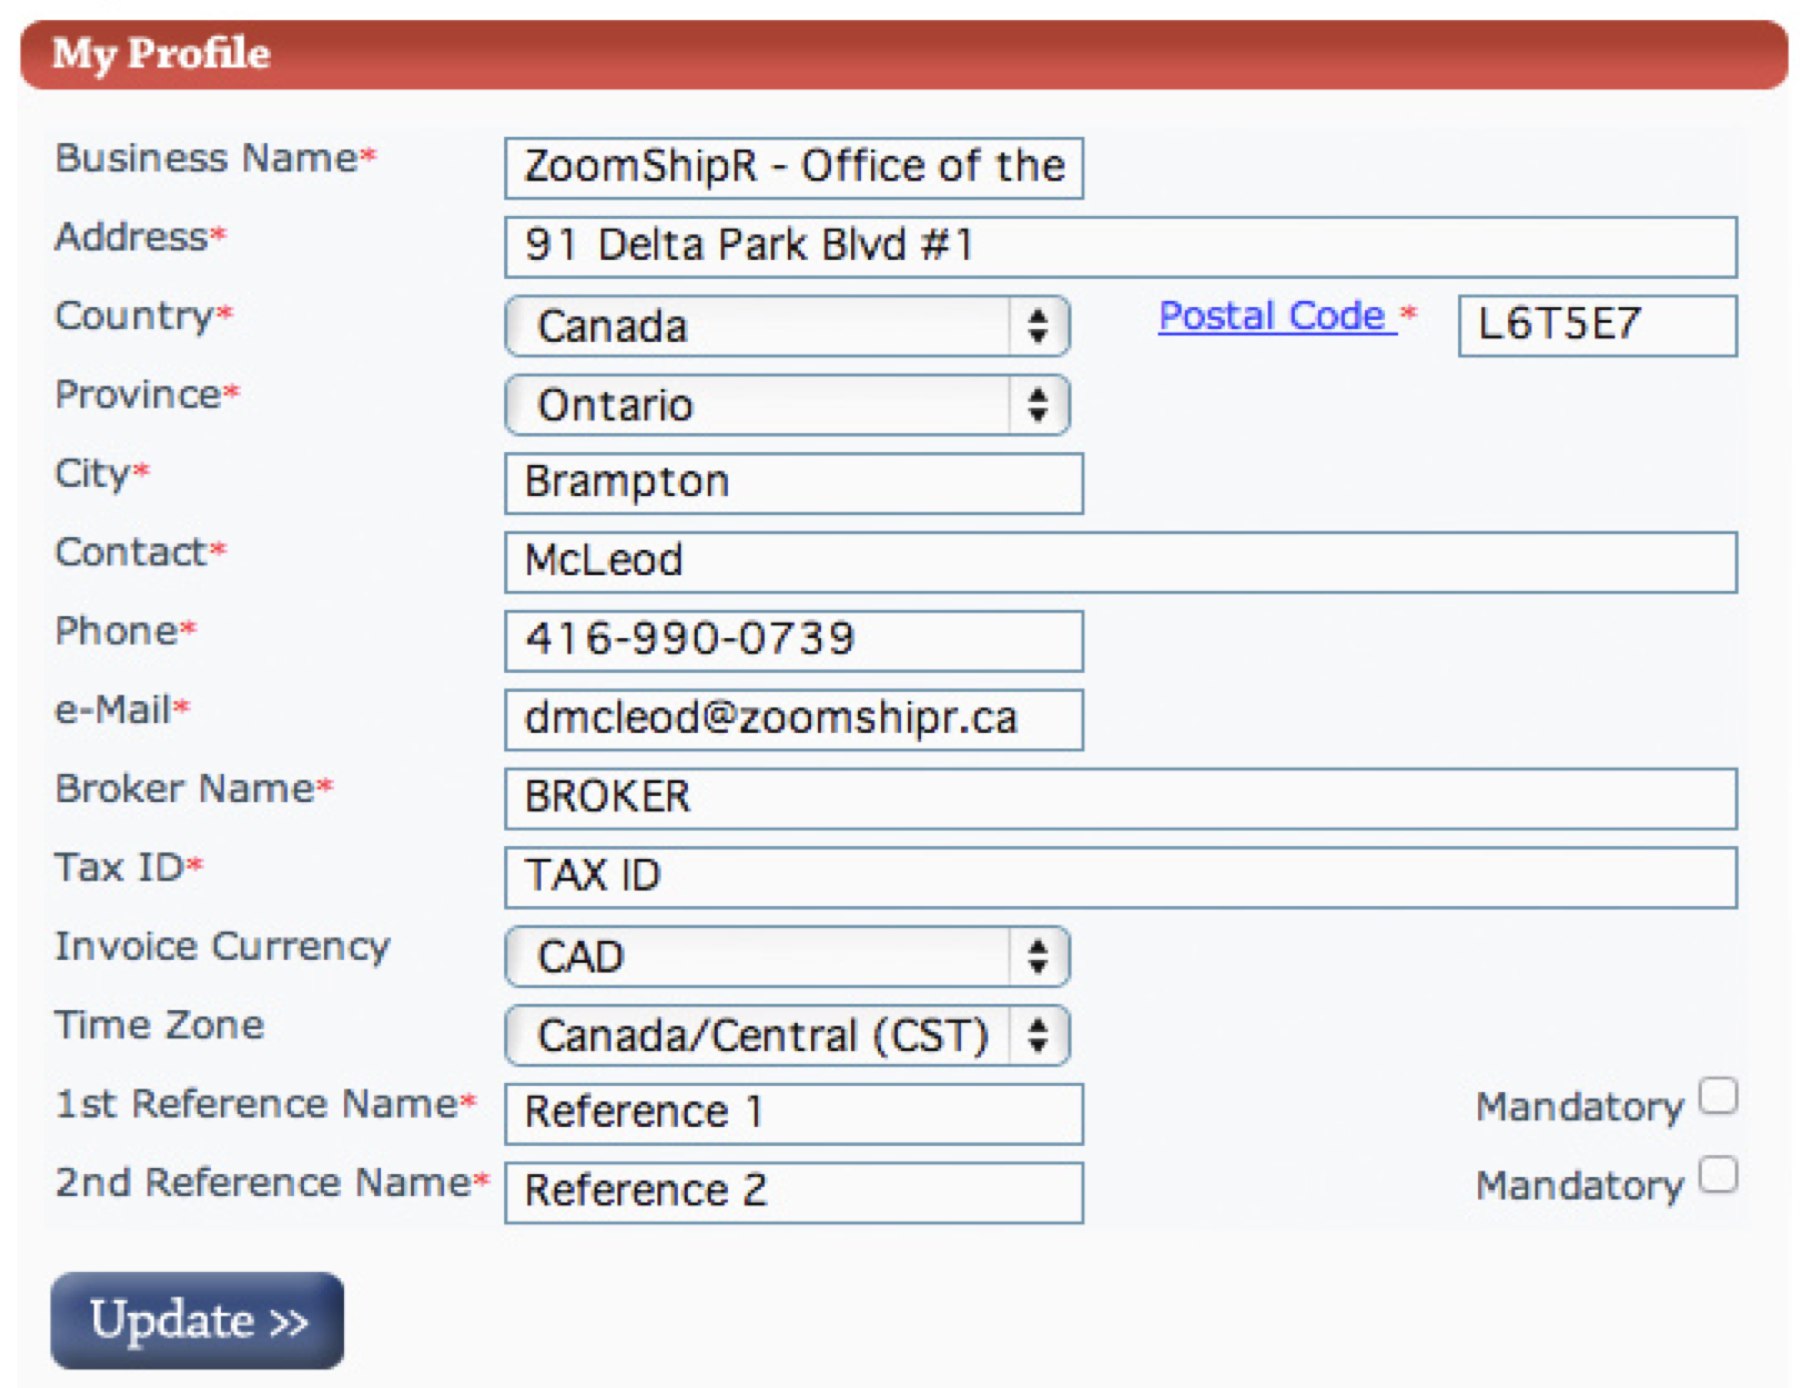 My Profile
Business Name* ZoomShipR - Office of the
Address* 91 Delta Park Blvd #1
Country* Canada Postal Code * L6T5E7
Province* Ontario
City* Brampton
Contact* McLeod
Phone* 416-990-0739
e-Mail* dmcleod@zoomshipr.ca
Broker Name* BROKER
Tax ID* TAX ID
Invoice Currency CAD
Time Zone Canada/Central (CST)
1st Reference Name* Reference 1 Mandatory
2nd Reference Name* Reference 2 Mandatory
Update >>